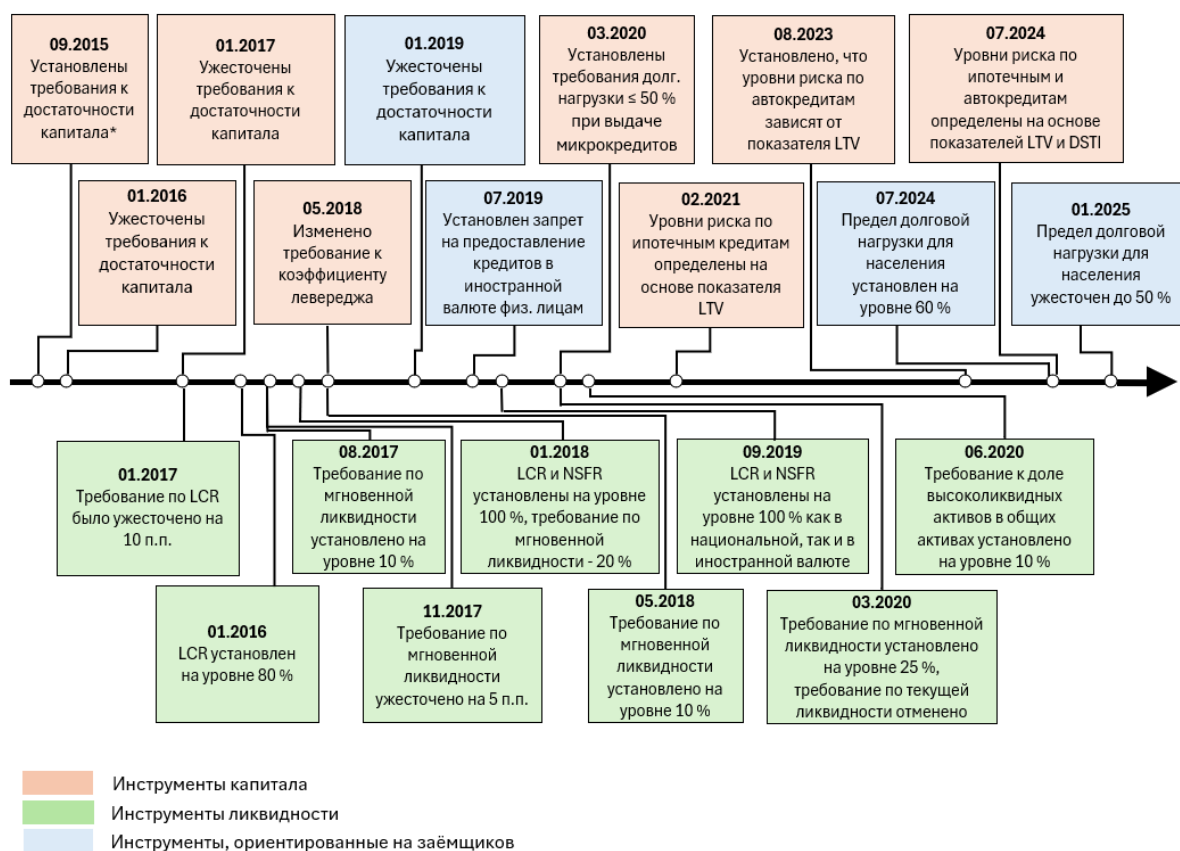 09.2015
Установлены
требования к
достаточности
капитала*
01.2017
Ужесточены
требования к
достаточности
капитала
01.2019
Ужесточены
требования к
достаточности
капитала
03.2020
Установлены
требования долг.
нагрузки ≤ 50 %
при выдаче
микрокредитов
08.2023
Установлено, что
уровни риска по
автокредитам
зависят от
показателя LTV
07.2024
Уровни риска по
ипотечным и
автокредитам
определены на основе
показателей LTV и DSTI
01.2016
Ужесточены
требования к
достаточности
капитала
05.2018
Изменено
требование к
коэффициенту
левереджа
07.2019
Установлен запрет
на предоставление
кредитов в
иностранной
валюте физ. лицам
02.2021
Уровни риска по
ипотечным кредитам
определены на
основе показателя
LTV
07.2024
Предел долговой
нагрузки для
населения
установлен на
уровне 60 %
01.2025
Предел долговой
нагрузки для
населения
ужесточен до 50 %
01.2017
Требование по LCR
было ужесточено на
10 п.п.
08.2017
Требование по
мгновенной
ликвидности
установлено на
уровне 10 %
01.2018
LCR и NSFR
установлены на уровне
100 %, требование по
мгновенной
ликвидности - 20 %
09.2019
LCR и NSFR
установлены на
уровне 100 % как в
национальной, так и в
иностранной валюте
06.2020
Требование к доле
высоколиквидных
активов в общих
активах установлено
на уровне 10 %
01.2016
LCR установлен
на уровне 80 %
11.2017
Требование по
мгновенной
ликвидности
ужесточено на 5 п.п.
05.2018
Требование по
мгновенной
ликвидности
установлено на
уровне 10 %
03.2020
Требование по мгновенной
ликвидности установлено
на уровне 25 %,
требование по текущей
ликвидности отменено
Инструменты капитала
Инструменты ликвидности
Инструменты, ориентированные на заёмщиков